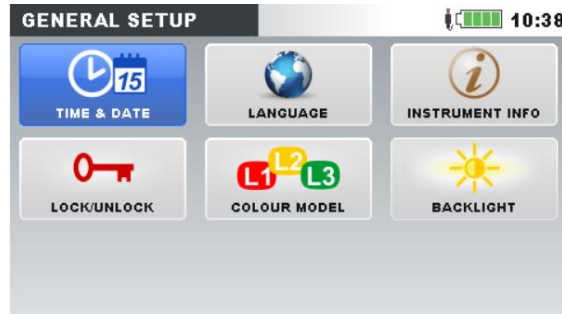 GENERAL SETUP 10:38
15
TIME & DATE LANGUAGE INSTRUMENT INFO
L1 L2 L3
LOCK/UNLOCK COLOUR MODEL BACKLIGHT